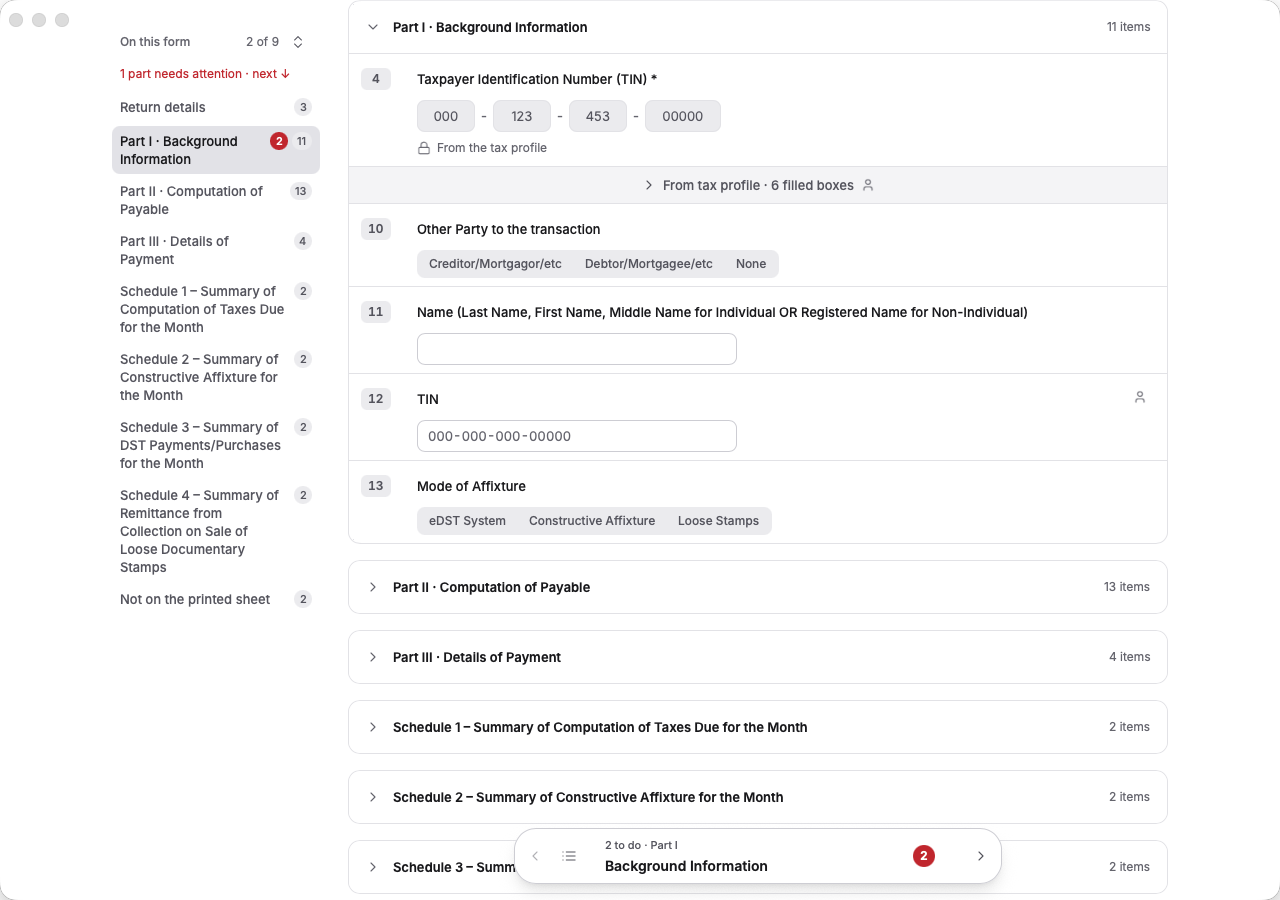 On this form
2 of 9
1 part needs attention · next ↓
Return details
3
Part I · Background
Information
2
11
Part II · Computation of
Payable
13
Part III · Details of
Payment
4
Schedule 1 – Summary of
Computation of Taxes Due
for the Month
2
Schedule 2 – Summary of
Constructive Affixture for
the Month
2
Schedule 3 – Summary of
DST Payments/Purchases
for the Month
2
Schedule 4 – Summary of
Remittance from
Collection on Sale of
Loose Documentary
Stamps
2
Not on the printed sheet
2
Part I · Background Information
11 items
4
Taxpayer Identification Number (TIN) *
000 - 123 - 453 - 00000
From the tax profile
From tax profile · 6 filled boxes
10
Other Party to the transaction
Creditor/Mortgagor/etc
Debtor/Mortgagee/etc
None
11
Name (Last Name, First Name, Middle Name for Individual OR Registered Name for Non-Individual)
12
TIN
000-000-000-00000
13
Mode of Affixture
eDST System
Constructive Affixture
Loose Stamps
Part II · Computation of Payable
13 items
Part III · Details of Payment
4 items
Schedule 1 – Summary of Computation of Taxes Due for the Month
2 items
Schedule 2 – Summary of Constructive Affixture for the Month
2 items
Schedule 3 – Summ
2 items
2 to do · Part I
Background Information
2